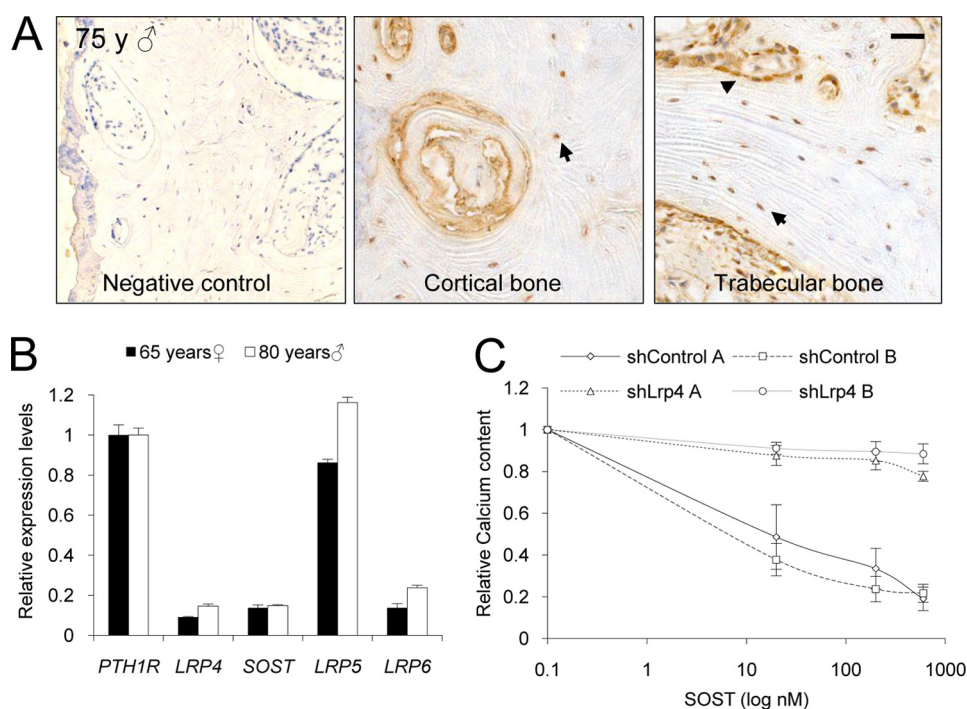 A
75 y ♂
Negative control
Cortical bone
Trabecular bone
B
65 years♀
80 years♂
Relative expression levels
1.2
1
0.8
0.6
0.4
0.2
0
PTH1R
LRP4
SOST
LRP5
LRP6
C
shControl A
shControl B
shLrp4 A
shLrp4 B
Relative Calcium content
1.2
1
0.8
0.6
0.4
0.2
0
0.1
1
10
100
1000
SOST (log nM)